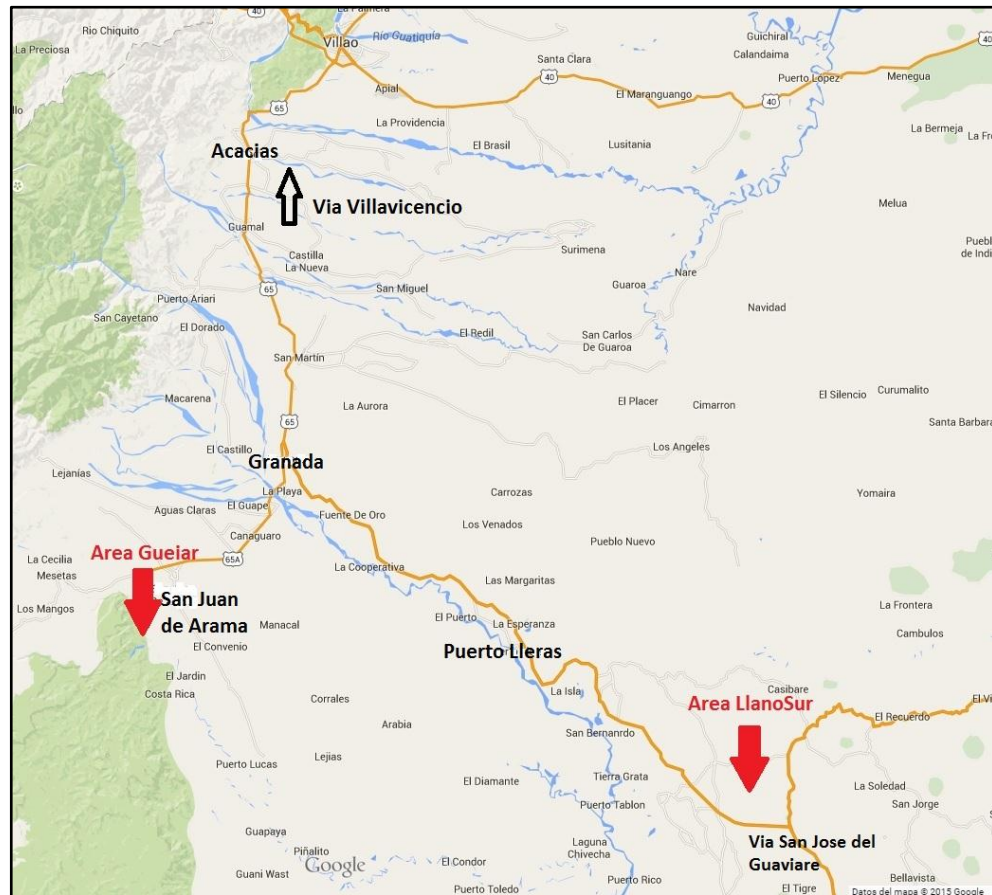 40
La Palmera
40
Rio Chiquito
Guichiral
La Preciosa
Río Guatiquía
Calandaima
40
Villao
Santa Clara
Puerto Lopez
Menegua
40
Apial
El Maranguango
40
65
La Providencia
La Bermeja
El Brasil
Lusitania
La Fl
Acacias
Via Villavicencio
Melua
Guamal
Surimena
Castilla
La Nueva
Pueblo
de Indi
Nare
65
San Miguel
Guaroa
Puerto Ariari
Navidad
San Cayetano
El Dorado
El Redil
San Carlos
De Guaroa
San Martín
Macarena
El Silencio
Curumalito
La Aurora
El Placer
Cimarron
65
Santa Barbara
El Castillo
Los Angeles
Granada
Lejanías
La Playa
Carrozas
Yomaira
Aguas Claras
El Guape
Fuente De Oro
Los Venados
Canaguaro
Pueblo Nuevo
Area Guejar
La Cecilia
65A
La Cooperativa
Mesetas
Las Margaritas
San Juan
de Arama
Los Mangos
La Frontera
Manacal
El Puerto
La Esperanza
Cambulos
El Convenio
Puerto Lleras
El Jardin
Costa Rica
La Isla
Casibare
Corrales
Area LlanoSur
El Vi
Arabia
El Recuerdo
San Bernanrdo
Puerto Lucas
Lejias
El Diamante
Tierra Grata
La Soledad
Puerto Tablon
San Jorge
Guapaya
Laguna
Chivecha
Via San Jose del
Guaviare
S
Piñalito
Google
El Condor
Guani West
Puerto Rico
Bellavista
Puerto Toledo
El Tigre
Datos del mapa © 2015 Google